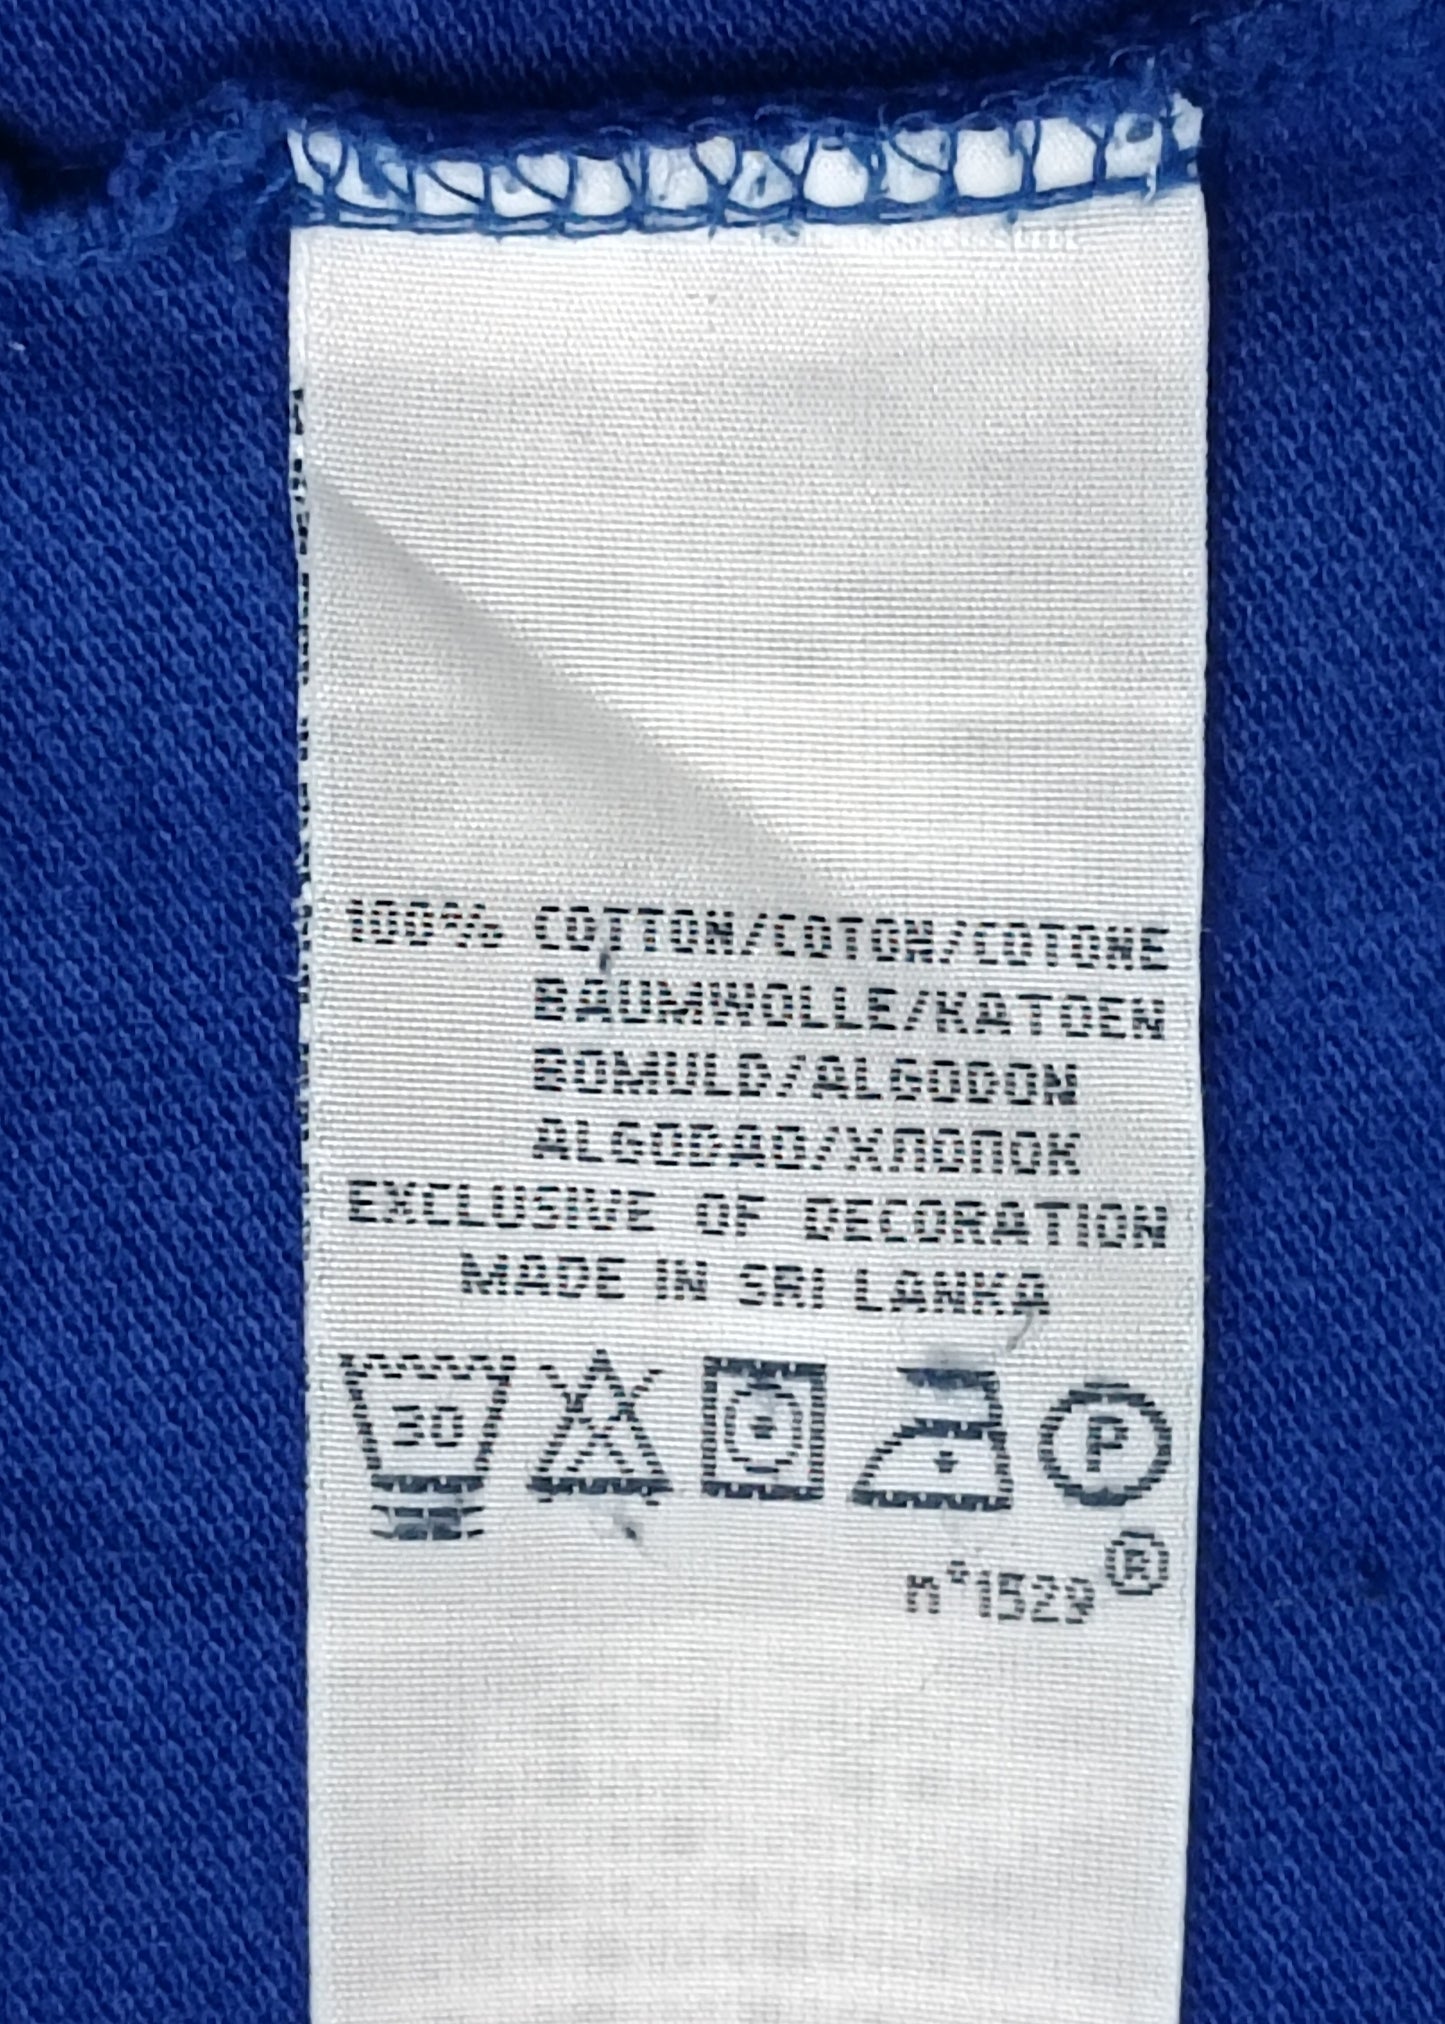 100% COTTON/COTON/COTONE
BAUMWOLLE/KATOEN
BOMULD/ALGODON
ALGODAO/ХЛОПОК
EXCLUSIVE OF DECORATION
MADE IN SRI LANKA
30 P
n°1529 ®